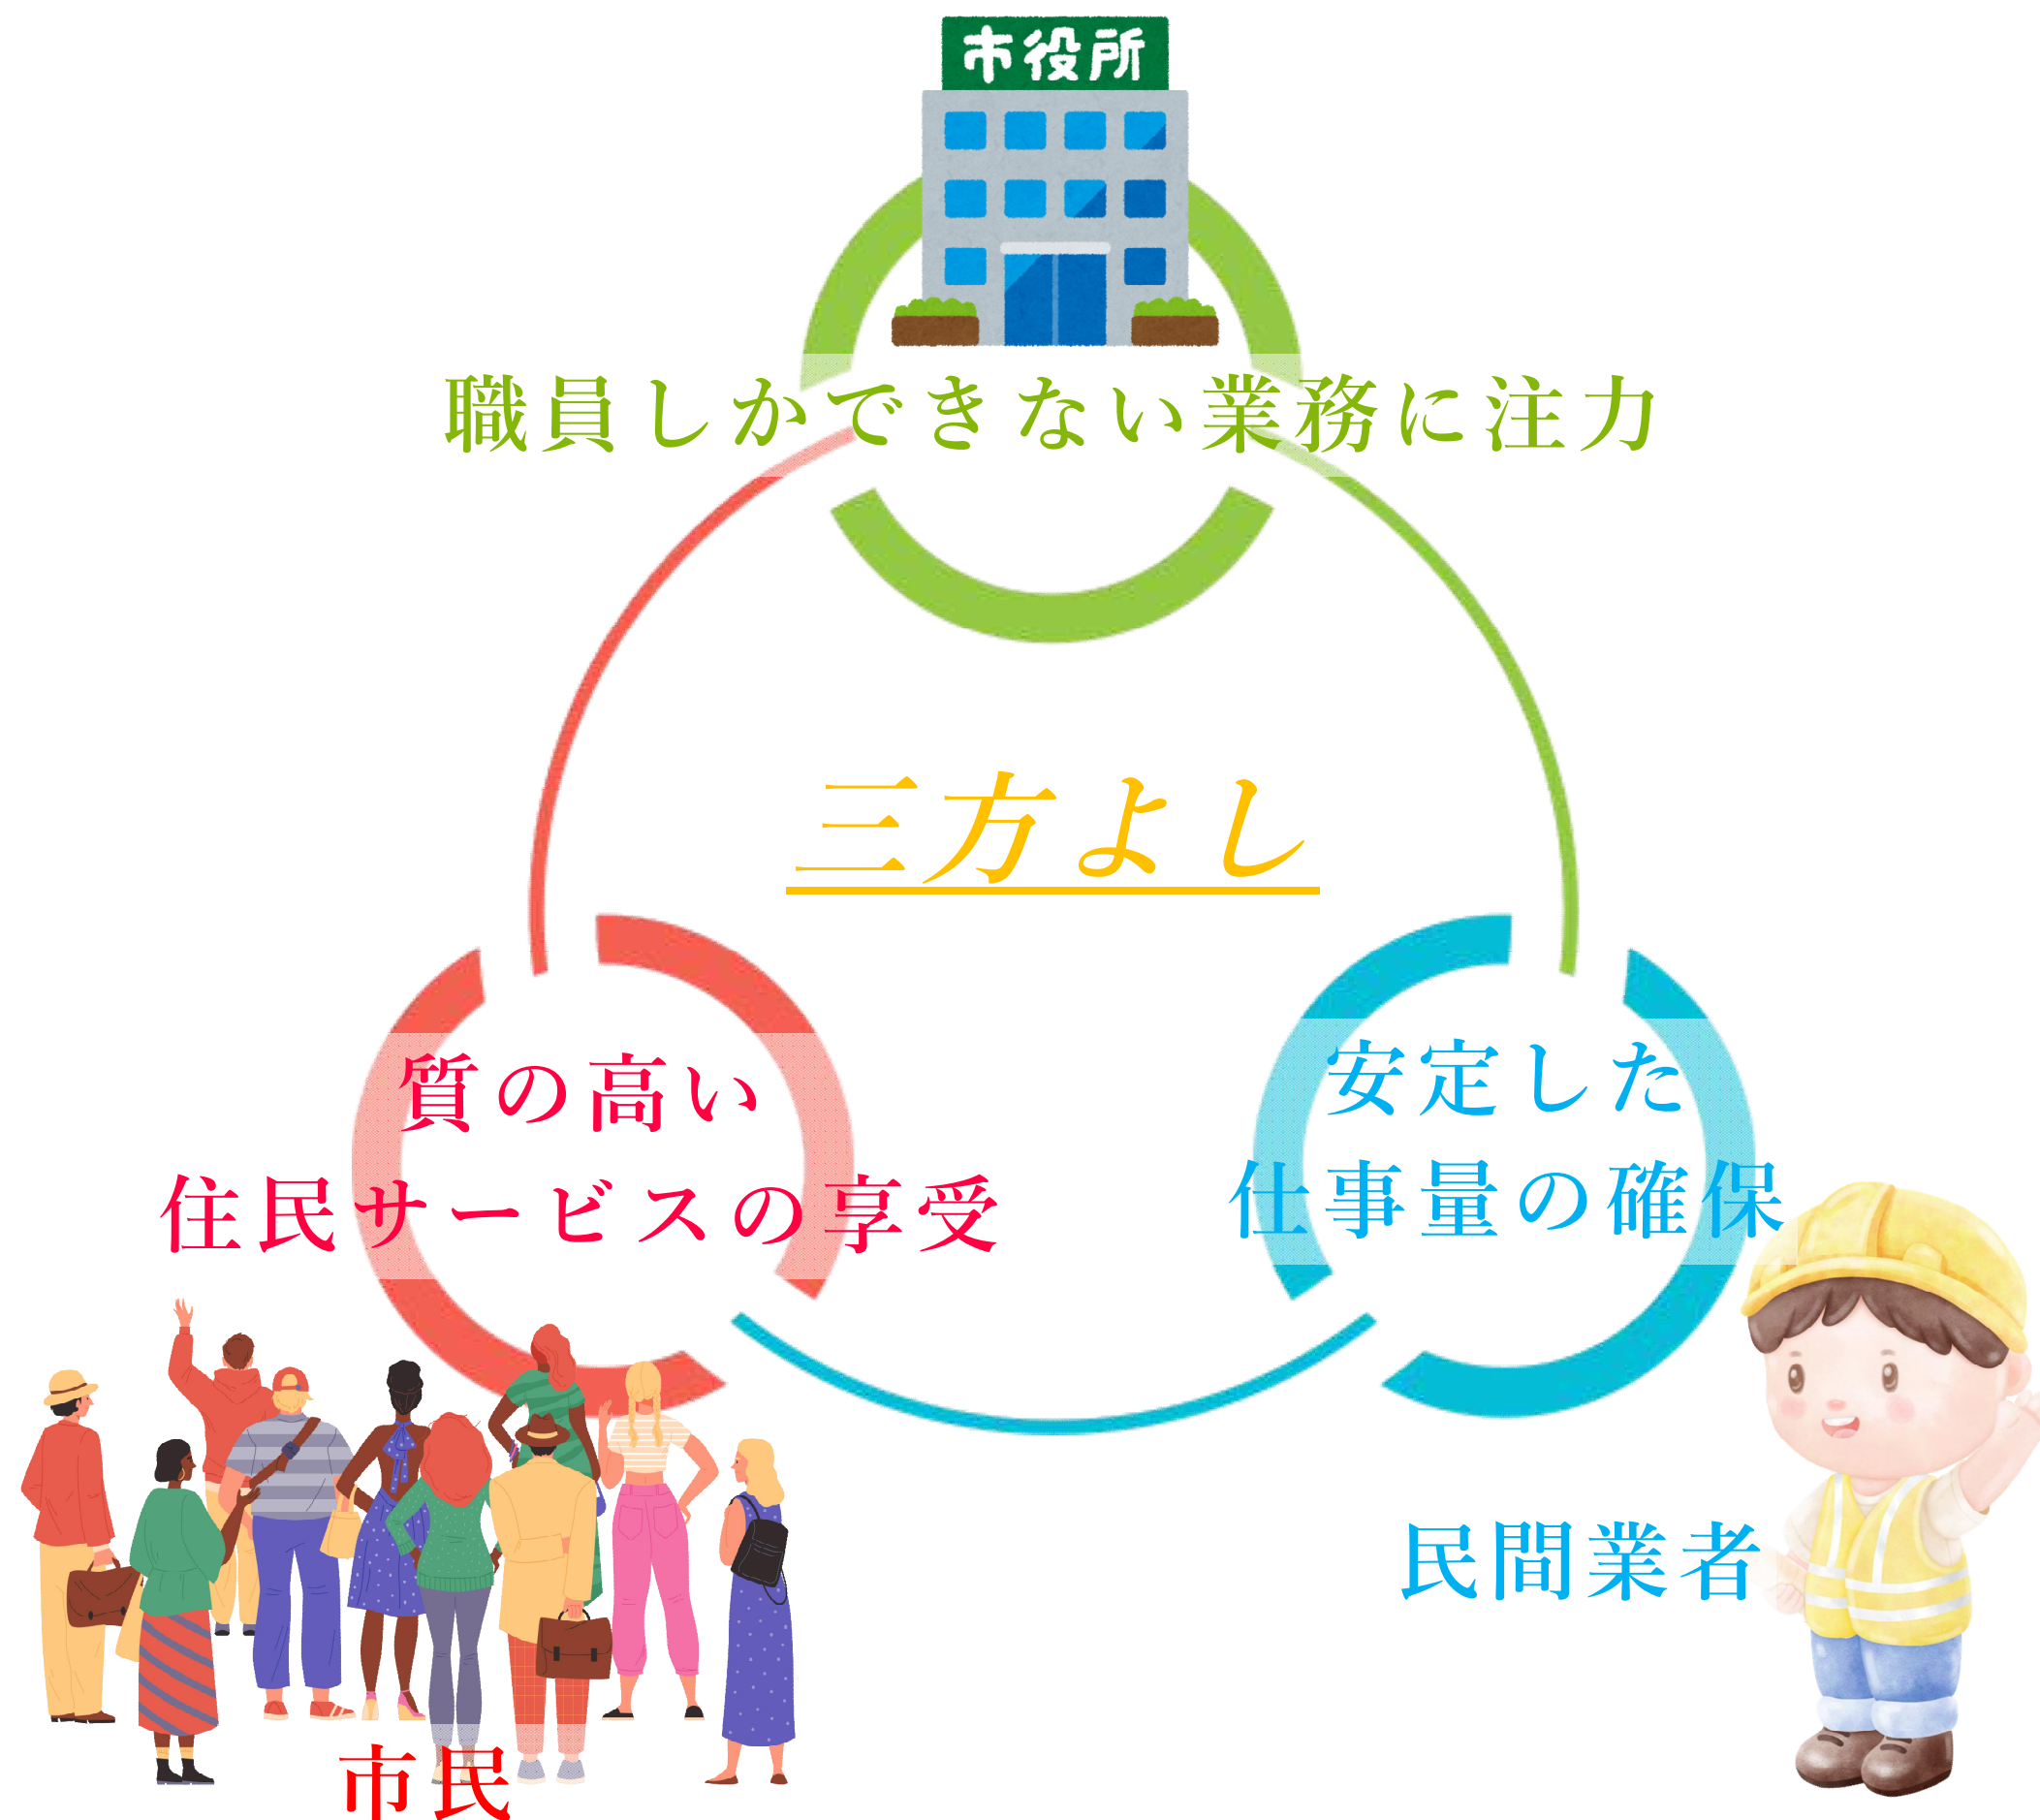 市役所
職員しかできない業務に注力
三方よし
質の高い
住民サービスの享受
安定した
仕事量の確保
民間業者
市民